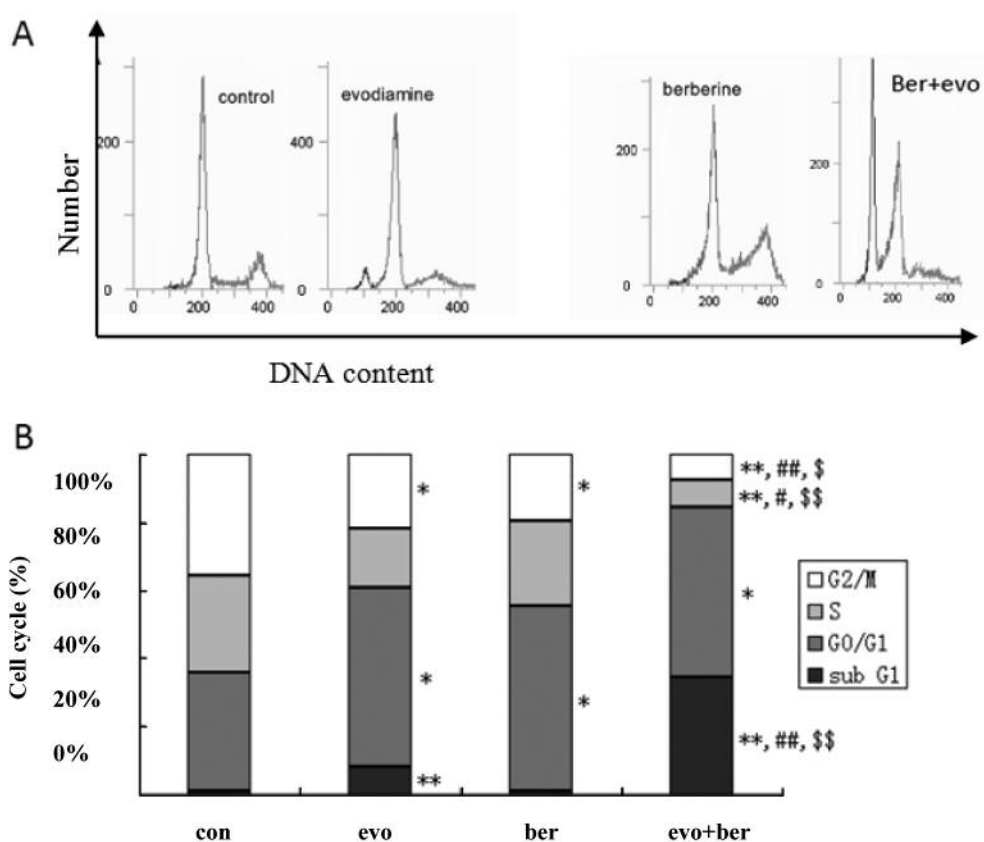 A
control
evodiamine
berberine
Ber+evo
200
0
400
0
200
0
200
0
0 200 400
0 200 400
0 200 400
0 200 400
Number
DNA content
B
100%
80%
60%
40%
20%
0%
Cell cycle (%)
*
*
**
*
*
**, ##, $
**, #, $$
*
**, ##, $$
G2/M
S
G0/G1
sub G1
con evo ber evo+ber